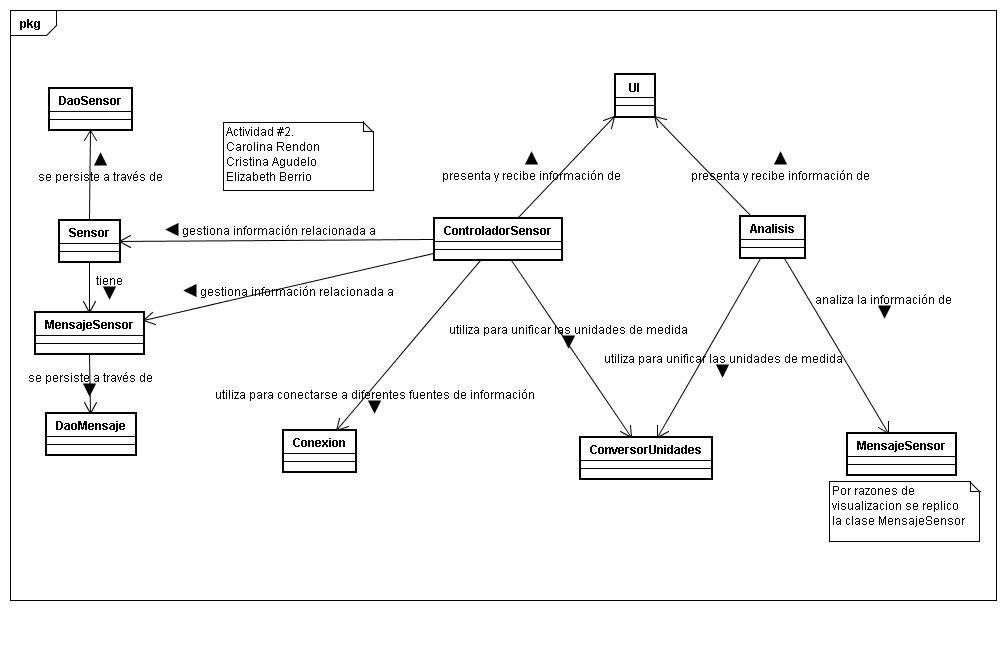 pkg
DaoSensor
UI
Actividad #2.
Carolina Rendon
Cristina Agudelo
Elizabeth Berrio
se persiste a través de
presenta y recibe información de
presenta y recibe información de
Sensor
gestiona información relacionada a
ControladorSensor
Analisis
tiene
gestiona información relacionada a
analiza la información de
MensajeSensor
utiliza para unificar las unidades de medida
utiliza para unificar las unidades de medida
se persiste a través de
utiliza para conectarse a diferentes fuentes de información
DaoMensaje
Conexion
ConversorUnidades
MensajeSensor
Por razones de
visualizacion se replico
la clase MensajeSensor